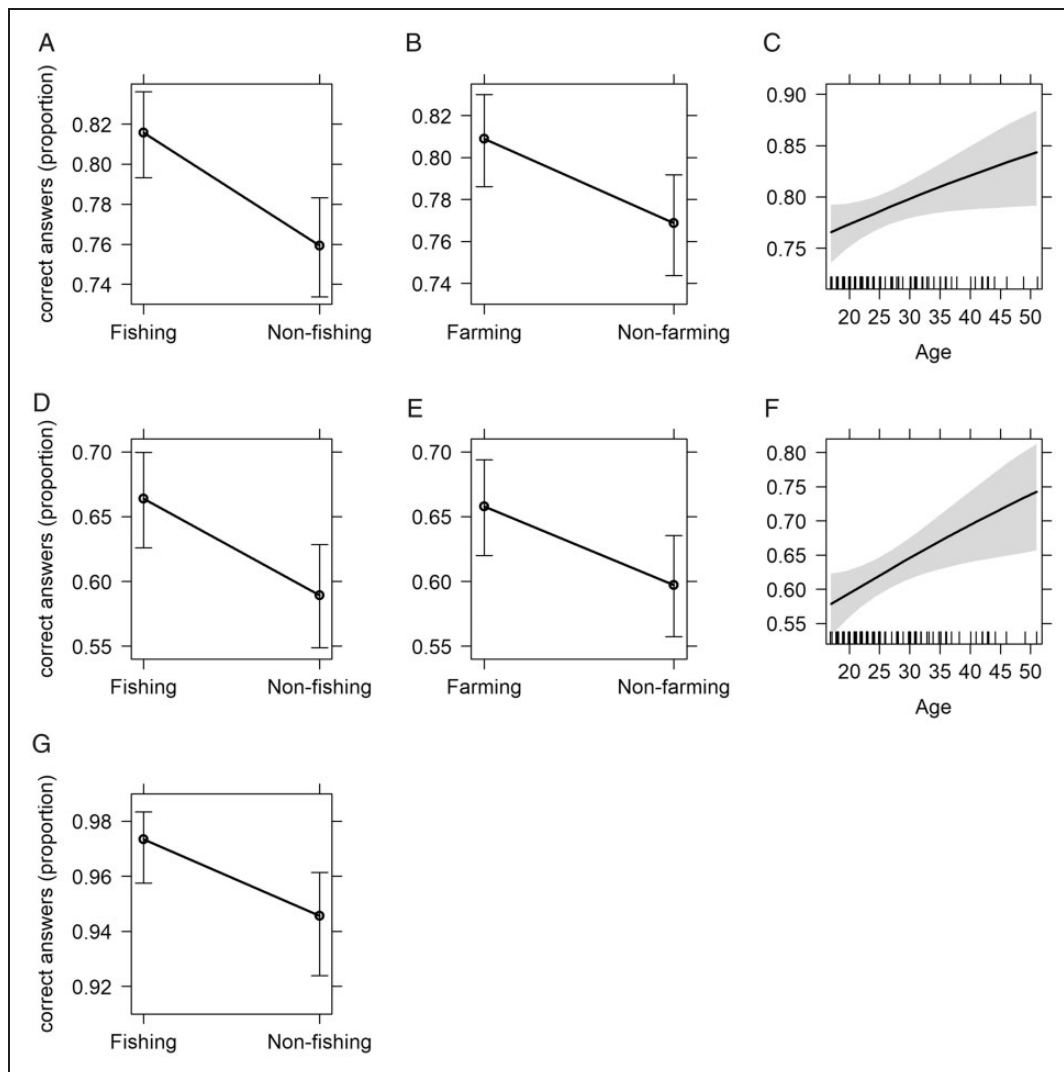 A
correct answers (proportion)
0.82
0.80
0.78
0.76
0.74
Fishing Non-fishing
B
0.82
0.80
0.78
0.76
0.74
Farming Non-farming
C
0.90
0.85
0.80
0.75
20 25 30 35 40 45 50
Age
D
correct answers (proportion)
0.70
0.65
0.60
0.55
Fishing Non-fishing
E
0.70
0.65
0.60
0.55
Farming Non-farming
F
0.80
0.75
0.70
0.65
0.60
0.55
20 25 30 35 40 45 50
Age
G
correct answers (proportion)
0.98
0.96
0.94
0.92
Fishing Non-fishing